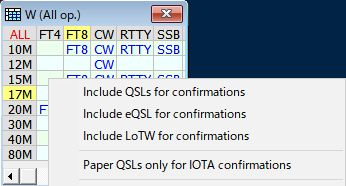 W (All op.)
ALL FT4 FT8 CW RTTY SSB
10M FT8 CW RTTY SSB
12M CW
15M FT8 CW RTTY SSB
17M
20M
30M
40M
80M
Include QSLs for confirmations
Include eQSL for confirmations
Include LoTW for confirmations
Paper QSLs only for IOTA confirmations